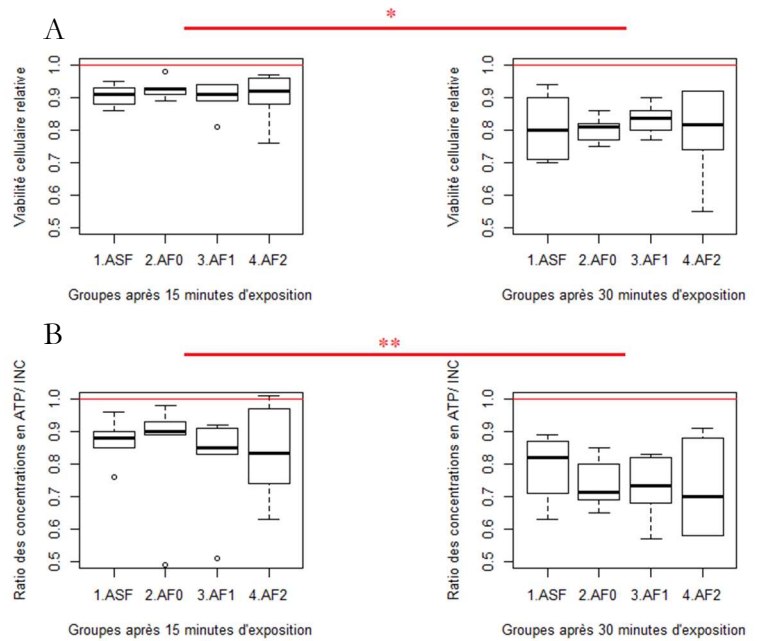 A
*
Viabilité cellulaire relative
1.0
0.9
0.8
0.7
0.6
0.5
1.ASF 2.AF0 3.AF1 4.AF2
Groupes après 15 minutes d'exposition
Viabilité cellulaire relative
1.0
0.9
0.8
0.7
0.6
0.5
1.ASF 2.AF0 3.AF1 4.AF2
Groupes après 30 minutes d'exposition
B
**
Ratio des concentrations en ATP/ INC
1.0
0.9
0.8
0.7
0.6
0.5
1.ASF 2.AF0 3.AF1 4.AF2
Groupes après 15 minutes d'exposition
Ratio des concentrations en ATP/ INC
1.0
0.9
0.8
0.7
0.6
0.5
1.ASF 2.AF0 3.AF1 4.AF2
Groupes après 30 minutes d'exposition